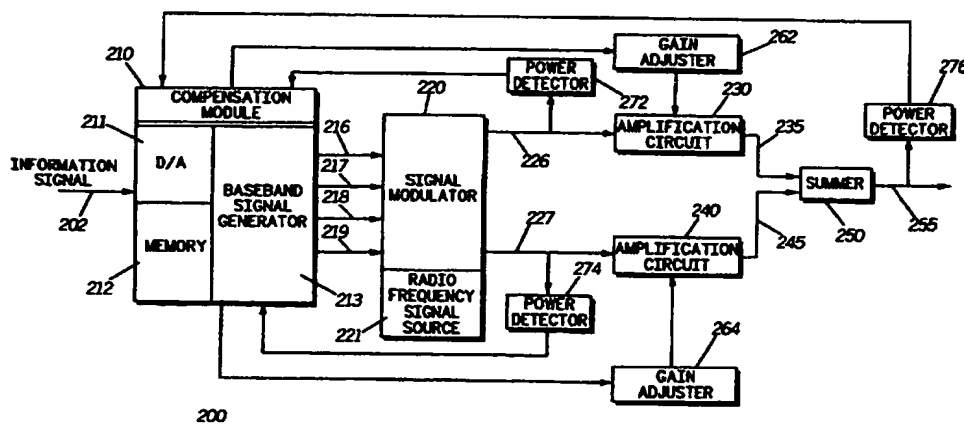 262
276
GAIN
ADJUSTER
210
220
POWER
DETECTOR
272
230
POWER
DETECTOR
COMPENSATION
MODULE
211
216
AMPLIFICATION
CIRCUIT
235
226
D/A
217
INFORMATION
SIGNAL
202
BASEBAND
SIGNAL
GENERATOR
SIGNAL
MODULATOR
218
SUMMER
250
255
227
240
219
MEMORY
AMPLIFICATION
CIRCUIT
245
212
213
274
RADIO
FREQUENCY
SIGNAL
SOURCE
221
POWER
DETECTOR
264
GAIN
ADJUSTER
200